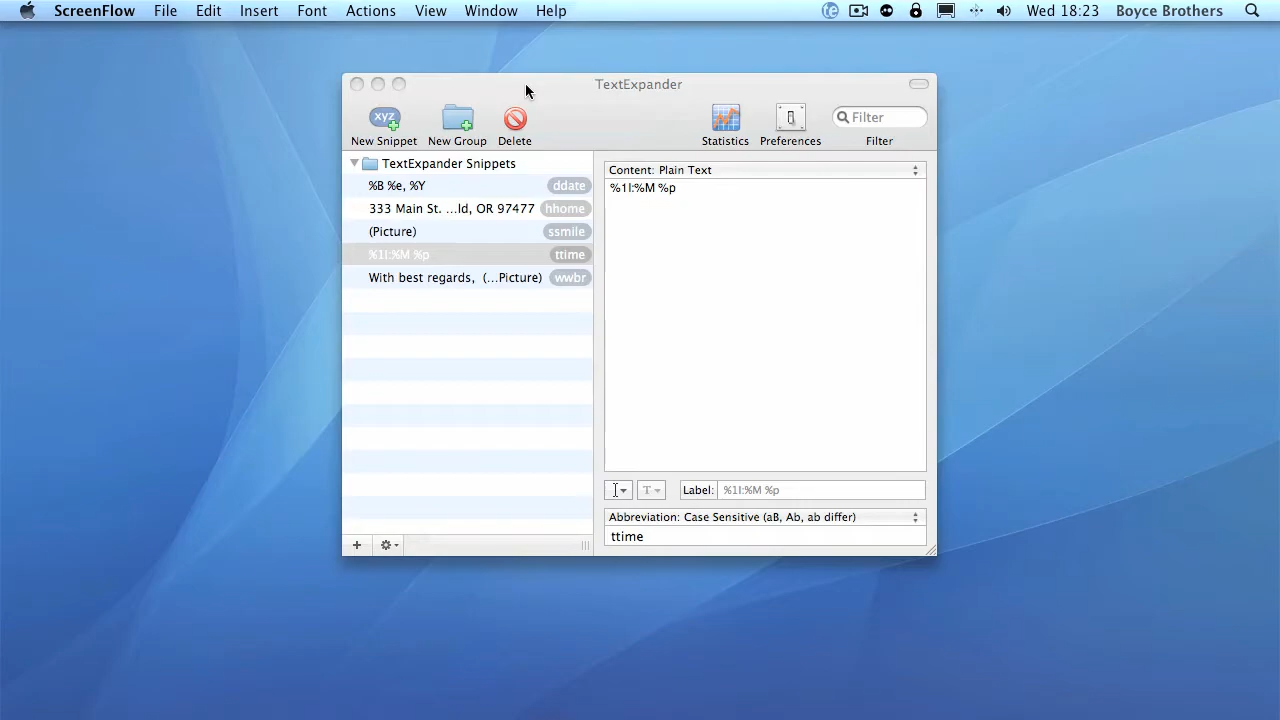 ScreenFlow File Edit Insert Font Actions View Window Help te Wed 18:23 Boyce Brothers
TextExpander
xyz
New Snippet New Group Delete Statistics Preferences Filter
Filter
TextExpander Snippets
%B %e, %Y ddate
333 Main St. ...ld, OR 97477 hhome
(Picture) ssmile
%1I:%M %p ttime
With best regards, (...Picture) wwbr
Content: Plain Text
%1I:%M %p
T
Label: %1I:%M %p
Abbreviation: Case Sensitive (aB, Ab, ab differ)
ttime